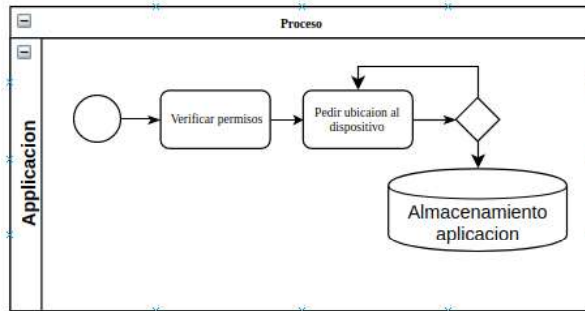 Proceso
Applicacion
Verificar permisos
Pedir ubicaion al
dispositivo
Almacenamiento
aplicacion